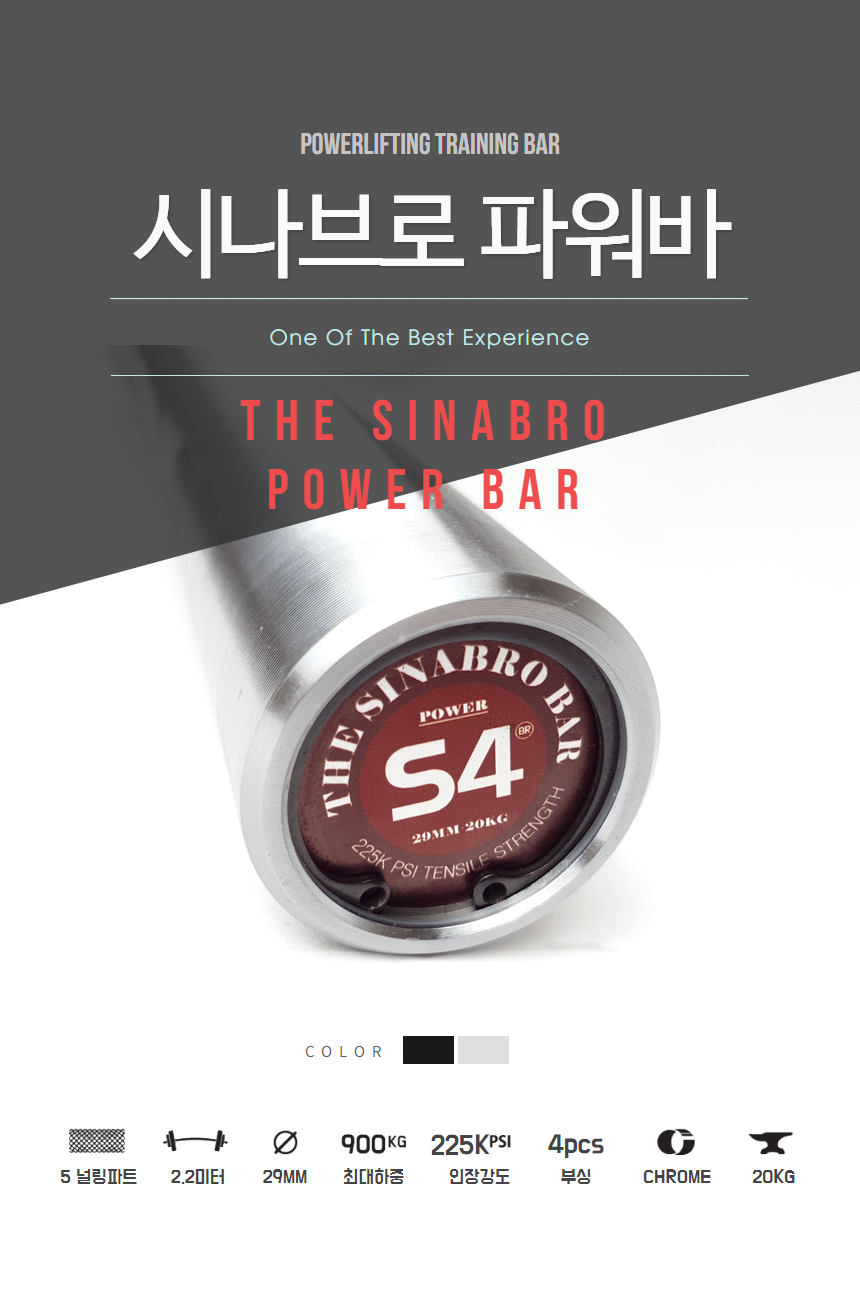 POWERLIFTING TRAINING BAR
시나브로 파워바
One Of The Best Experience
THE SINABRO
POWER BAR
THE SINABRO BAR
POWER
S4 BR
29MM·20KG
225K PSI TENSILE STRENGTH
COLOR
900KG 225KPSI 4pcs
5 널링파트 2.2미터 29MM 최대하중 인장강도 부싱 CHROME 20KG